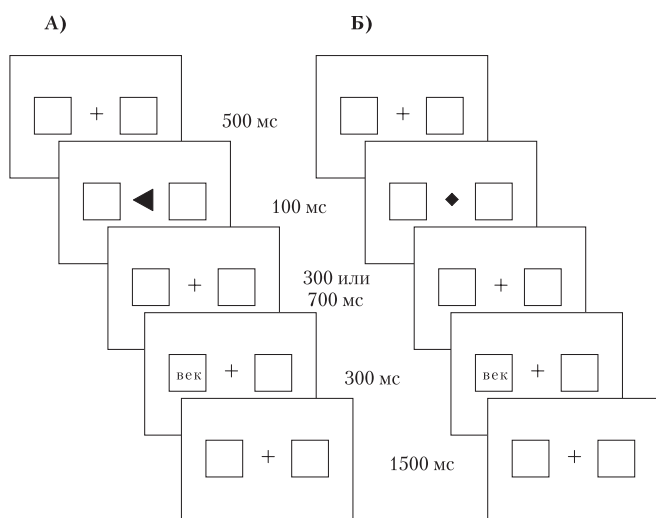 А)
Б)
500 мс
100 мс
300 или
700 мс
век
век
300 мс
1500 мс